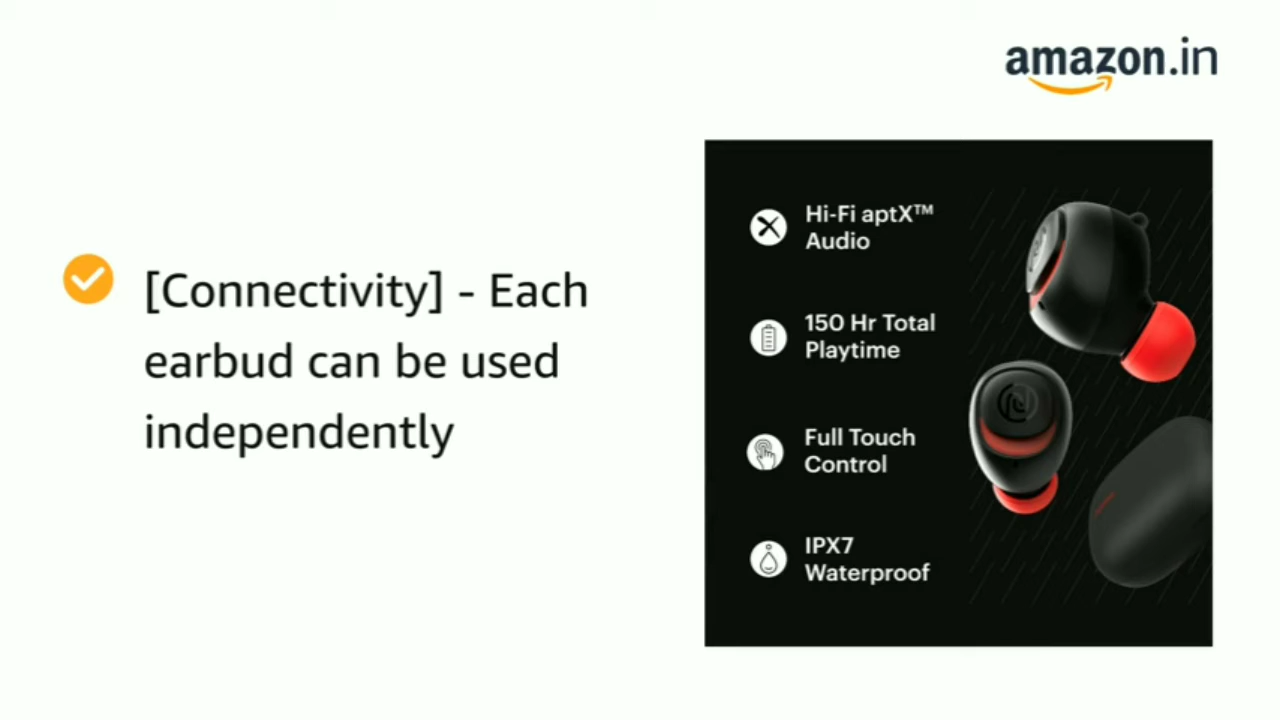 amazon.in
[Connectivity] - Each
earbud can be used
independently
Hi-Fi aptX™
Audio
150 Hr Total
Playtime
Full Touch
Control
IPX7
Waterproof